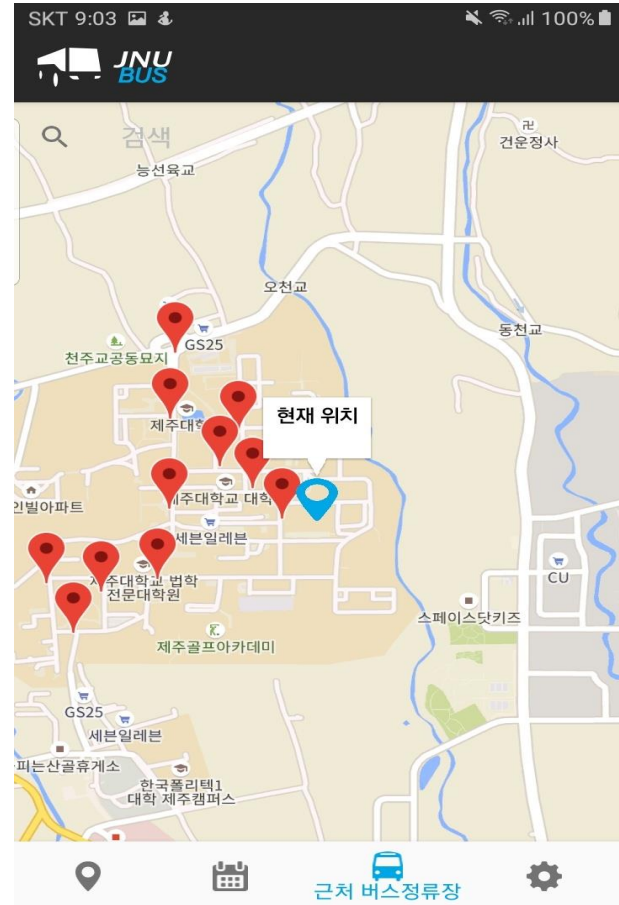 SKT 9:03
100%
JNU
BUS
검색
건운정사
능선육교
오천교
동천교
GS25
천주교공동묘지
현재 위치
제주대학
제주대학교 대학
인빌아파트
세븐일레븐
CU
제주대학교 법학
전문대학원
스페이스닷키즈
제주골프아카데미
GS25
세븐일레븐
피는산골휴게소
한국폴리텍1
대학 제주캠퍼스
근처 버스정류장